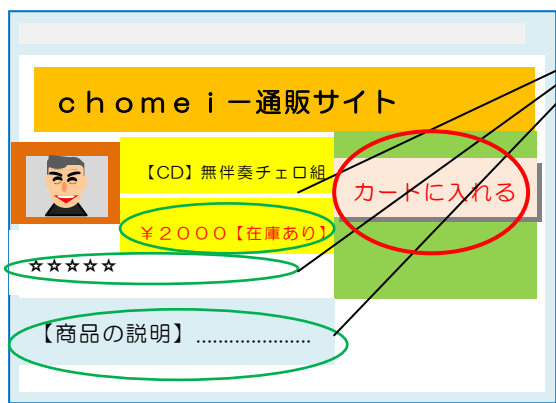 ｃｈｏｍｅｉー通販サイト
【CD】無伴奏チェロ組
カートに入れる
￥２０００【在庫あり】
☆☆☆☆☆
【商品の説明】.....................